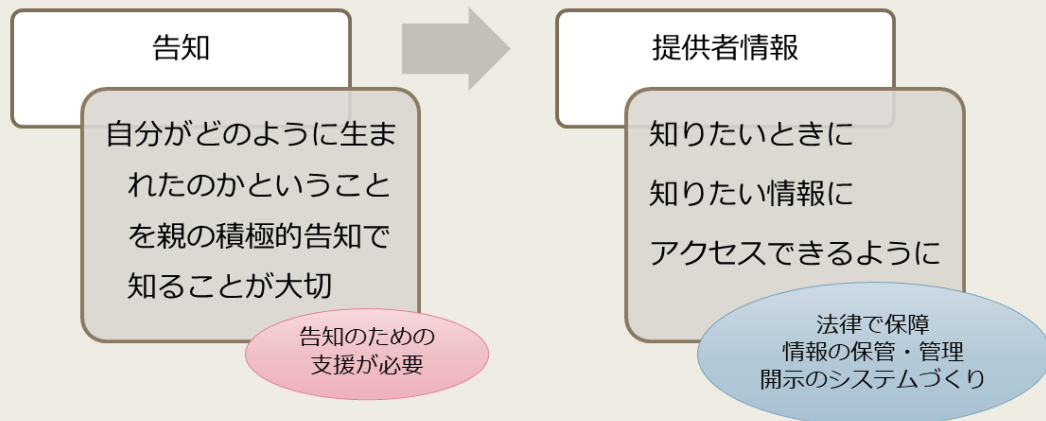 告知
自分がどのように生ま
れたのかということ
を親の積極的告知で
知ることが大切
告知のための
支援が必要
提供者情報
知りたいときに
知りたい情報に
アクセスできるように
法律で保障
情報の保管・管理
開示のシステムづくり